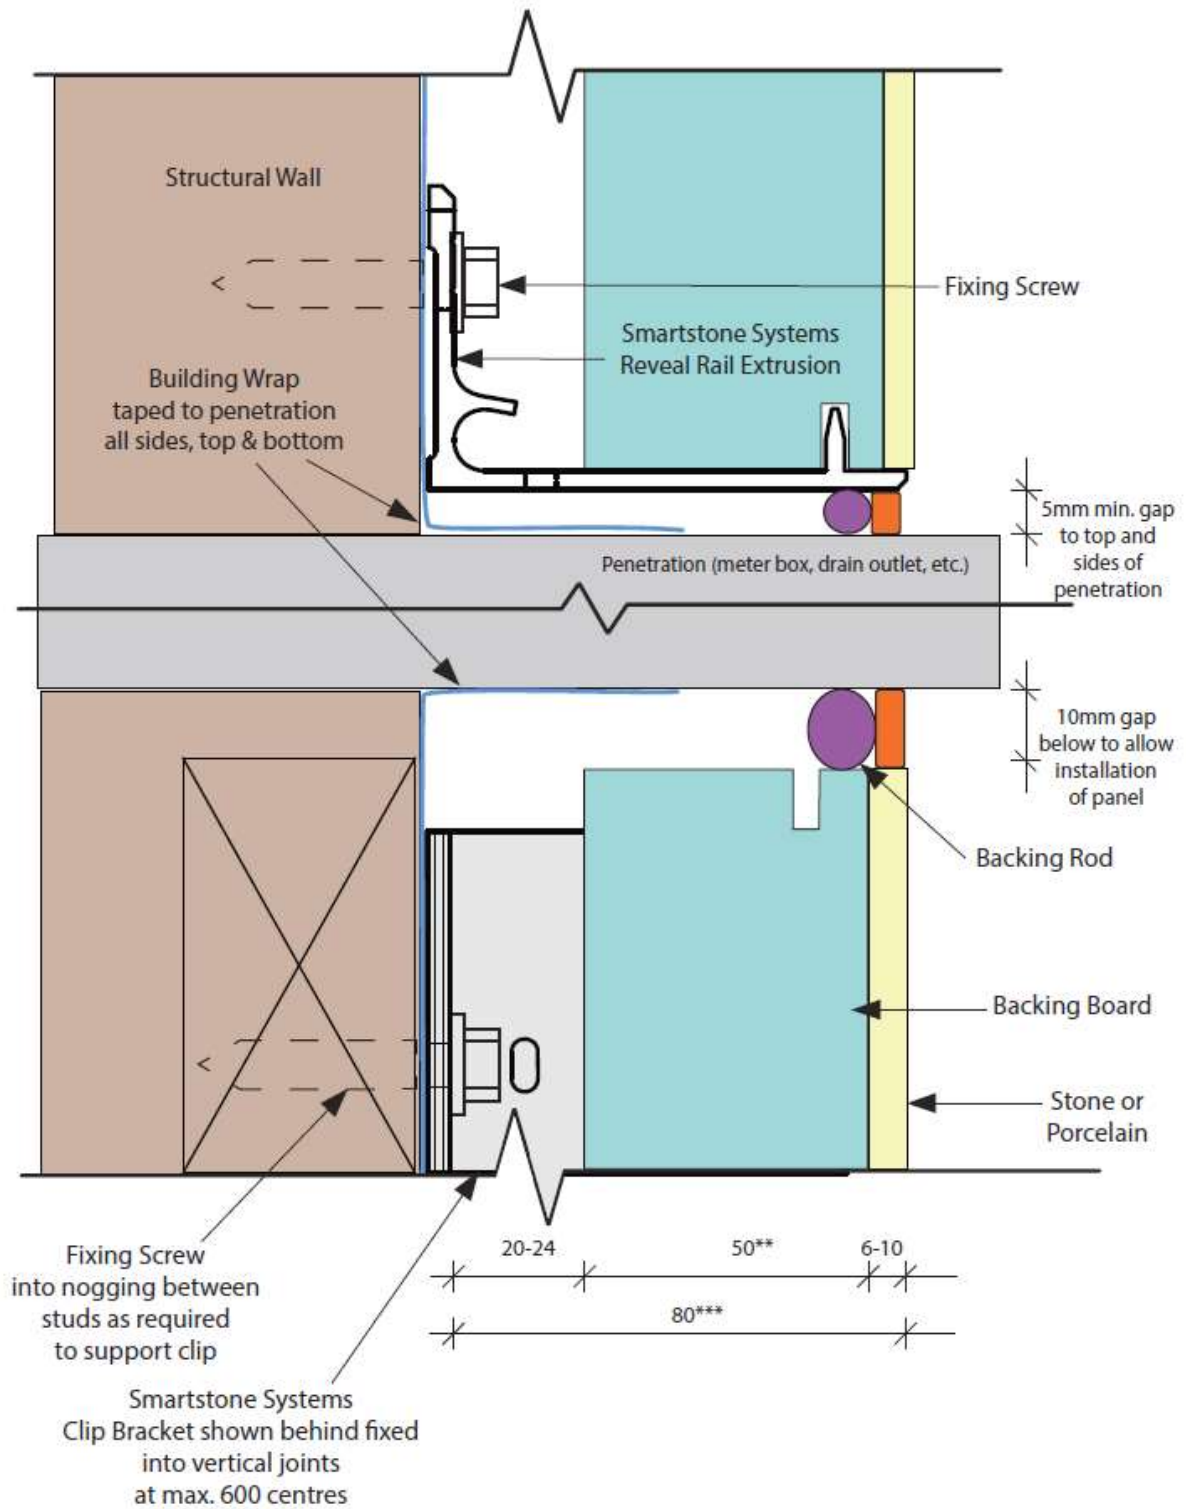 Structural Wall
Fixing Screw
Smartstone Systems
Reveal Rail Extrusion
Building Wrap
taped to penetration
all sides, top & bottom
5mm min. gap
to top and
sides of
penetration
Penetration (meter box, drain outlet, etc.)
10mm gap
below to allow
installation
of panel
Backing Rod
Backing Board
Stone or
Porcelain
20-24
50**
6-10
80***
Fixing Screw
into nogging between
studs as required
to support clip
Smartstone Systems
Clip Bracket shown behind fixed
into vertical joints
at max. 600 centres